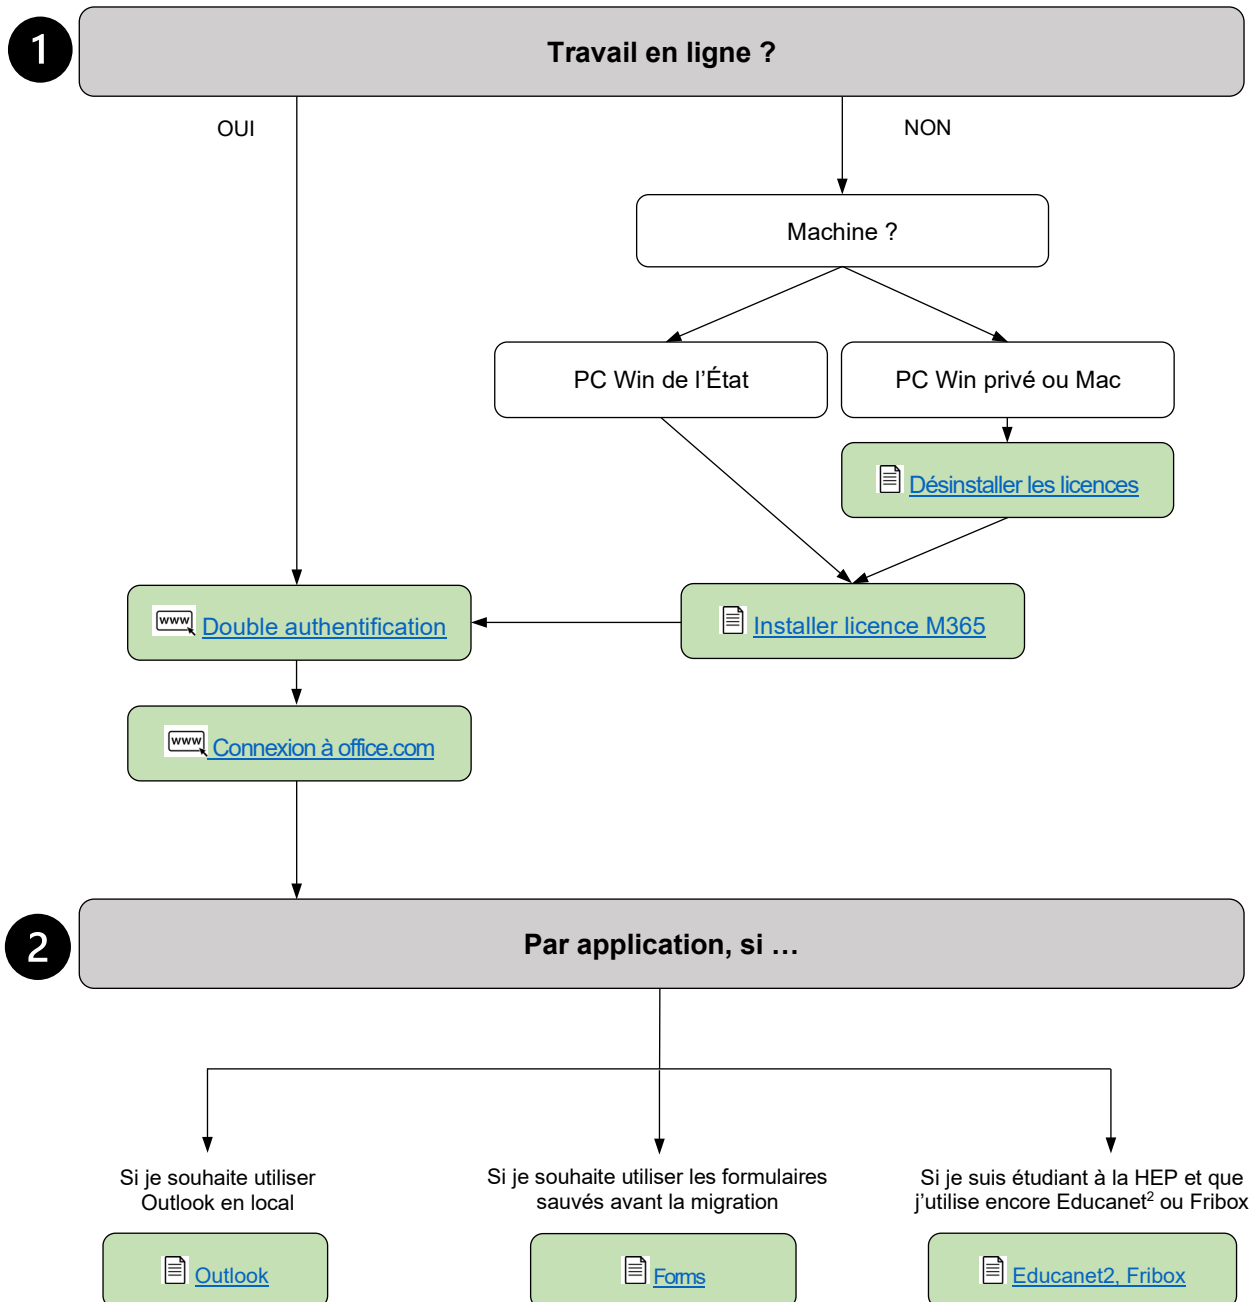 1
Travail en ligne ?
OUI
NON
Machine ?
PC Win de l'État
PC Win privé ou Mac
Désinstaller les licences
www Double authentification
Installer licence M365
www Connexion à office.com
2
Par application, si …
Si je souhaite utiliser
Outlook en local
Si je souhaite utiliser les formulaires
sauvés avant la migration
Si je suis étudiant à la HEP et que
j'utilise encore Educanet² ou Fribox
Outlook
Forms
Educanet2, Fribox